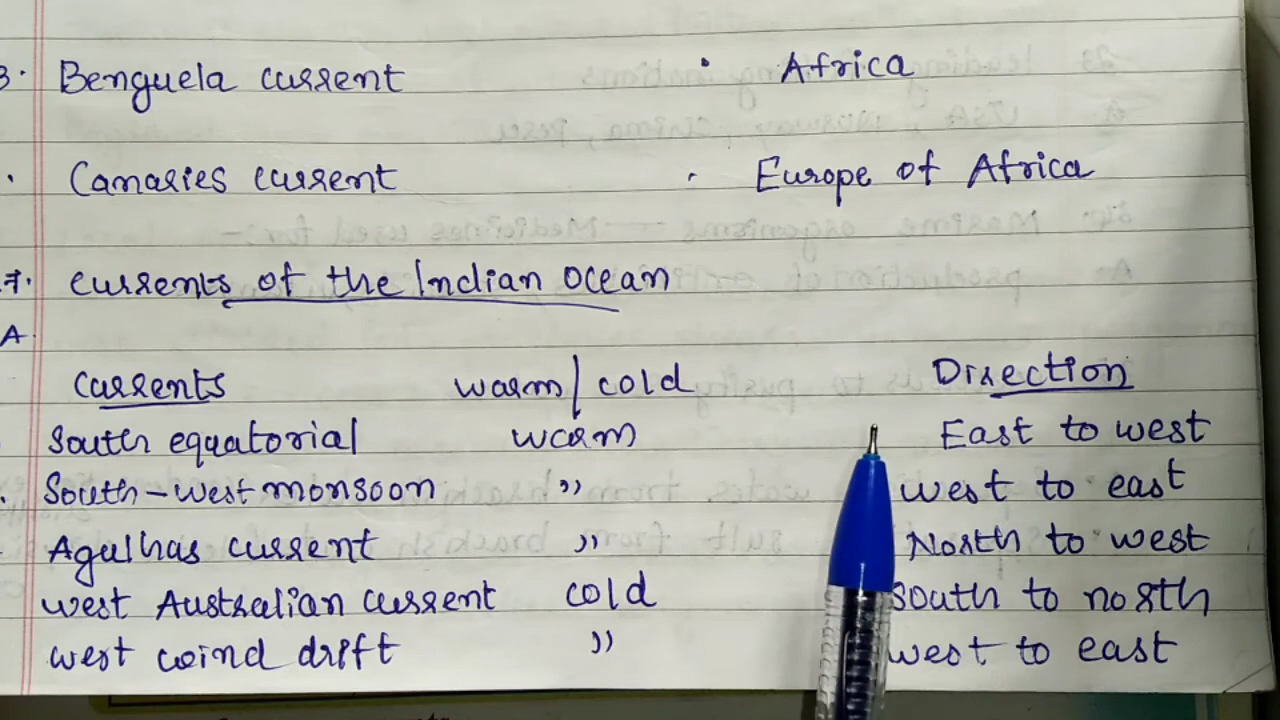 3. Benguela current · Africa
· Canaries current · Europe of Africa
7. currents of the Indian Ocean
A.
Currents warm/cold Direction
South equatorial warm East to west
South-west monsoon " west to east
Agulhas current " North to west
west Australian current cold south to north
west wind drift " west to east